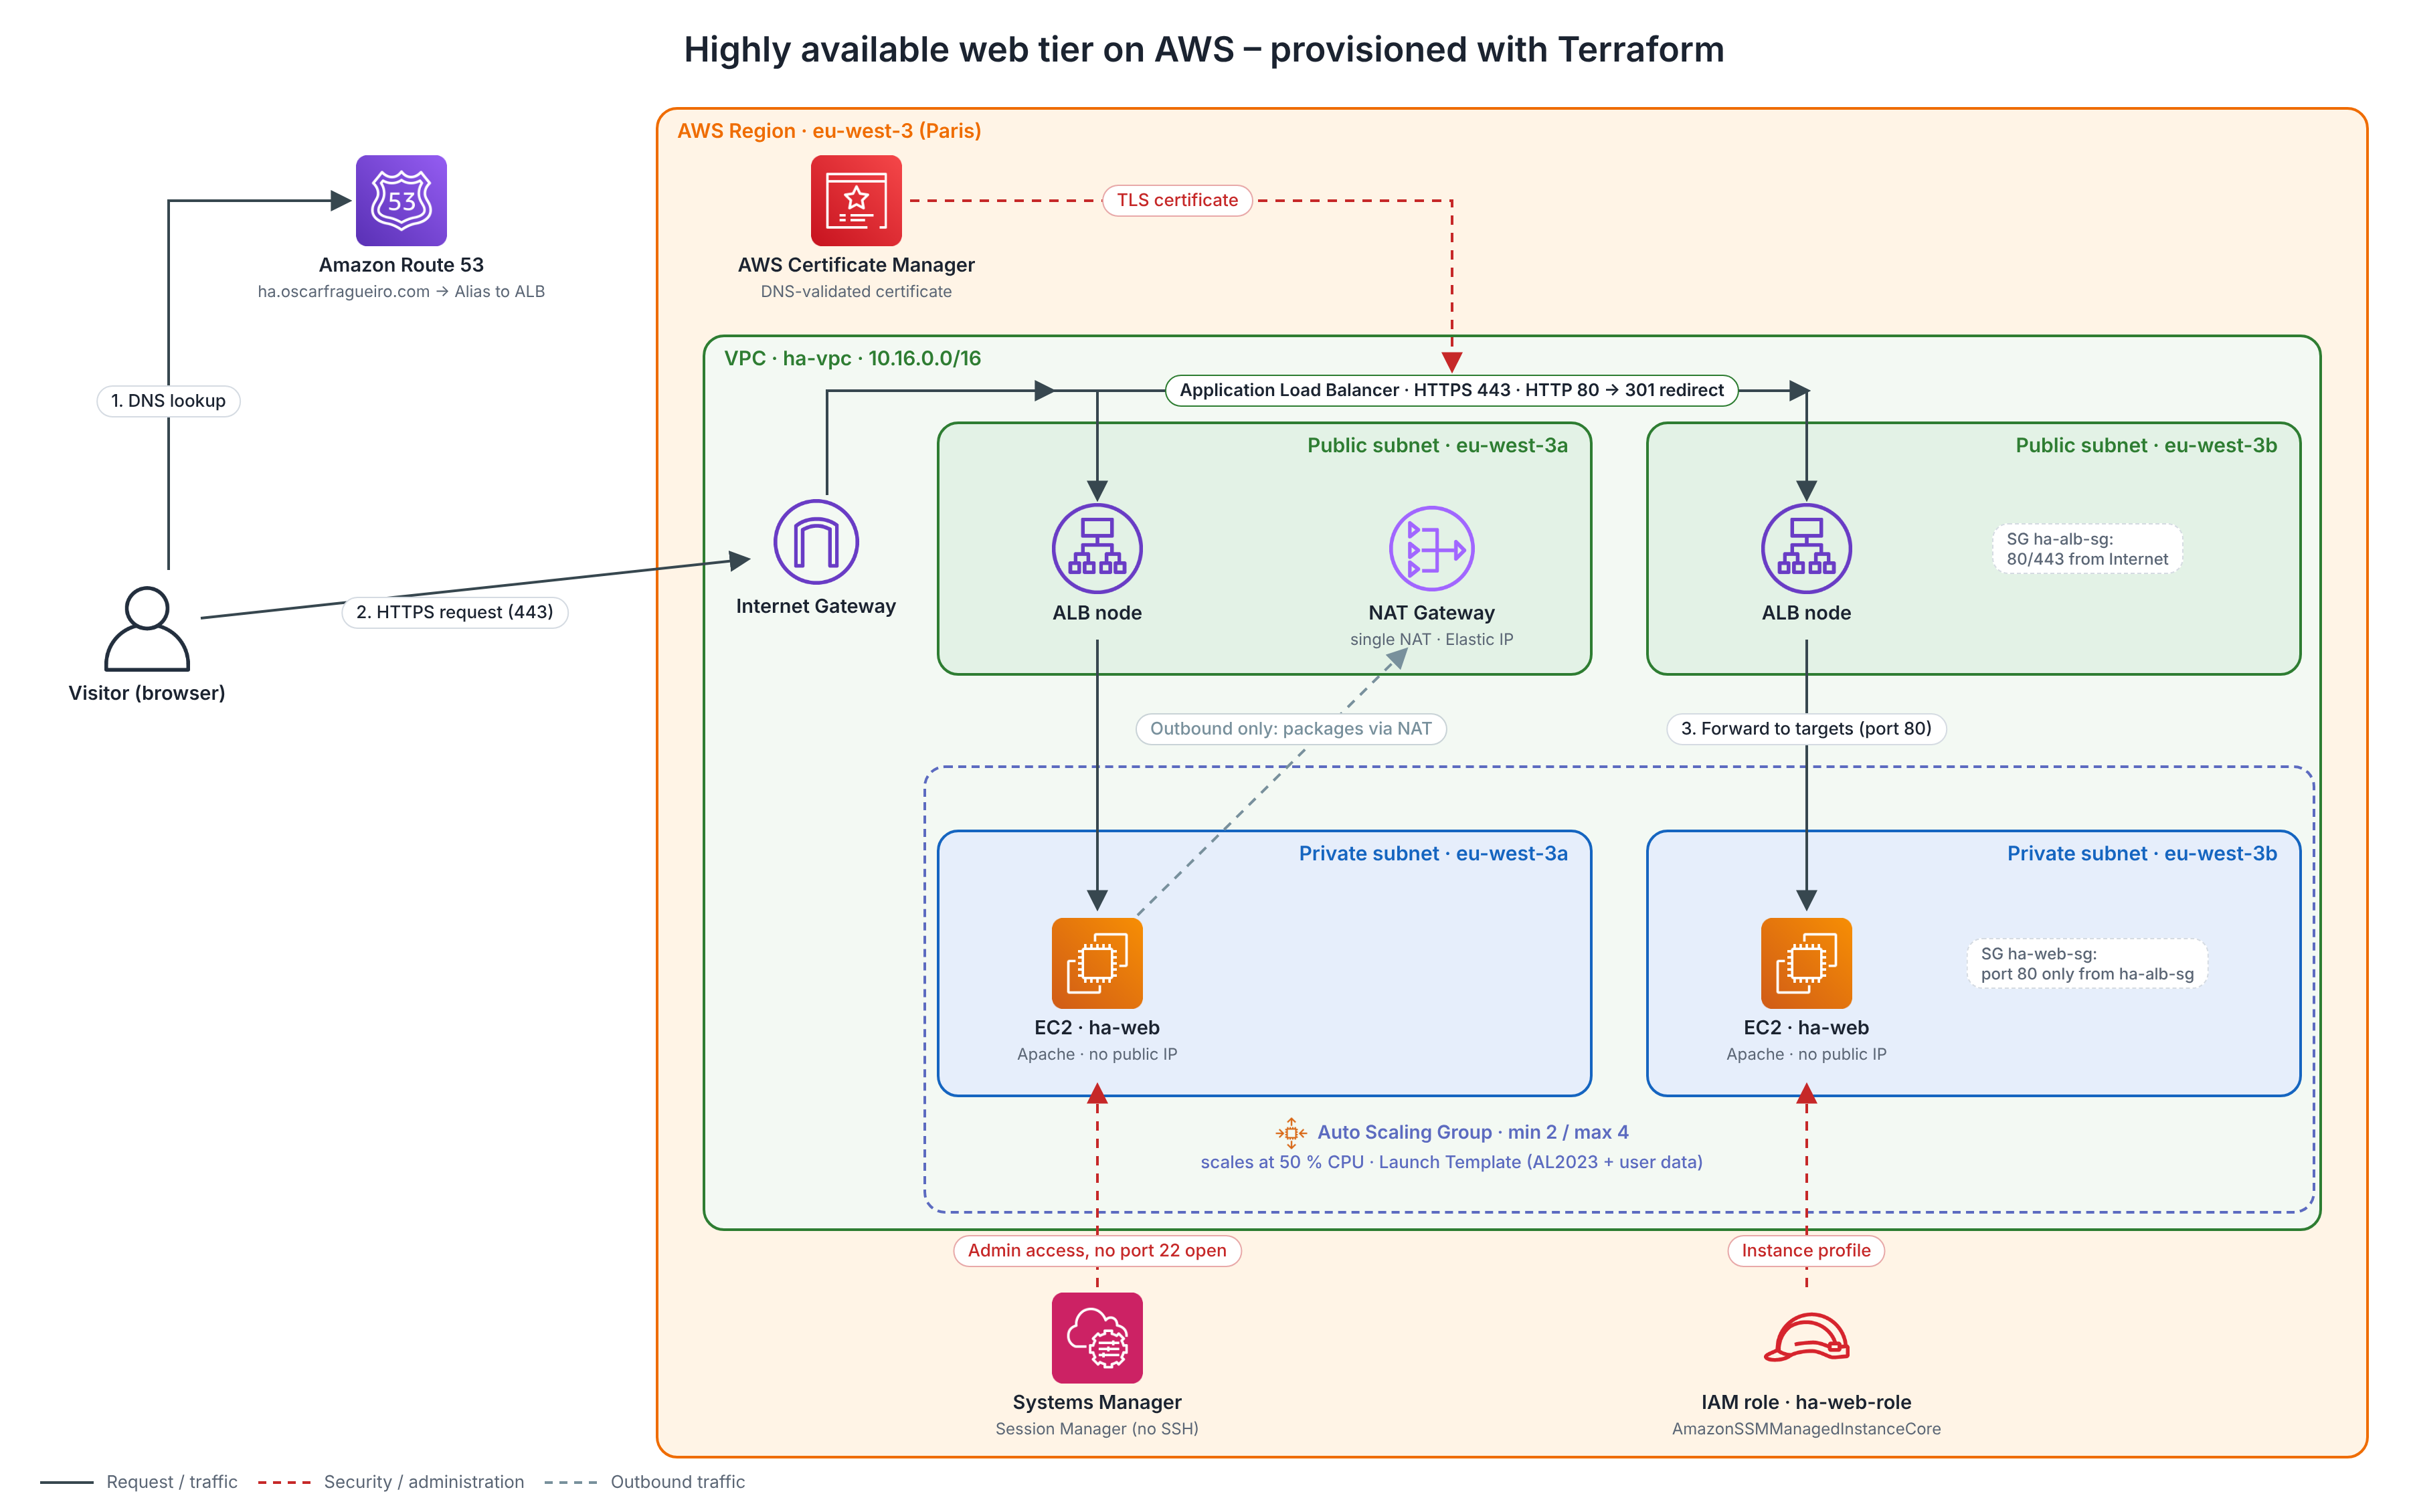 Highly available web tier on AWS – provisioned with Terraform
AWS Region · eu-west-3 (Paris)
53
Amazon Route 53
ha.oscarfragueiro.com → Alias to ALB
TLS certificate
AWS Certificate Manager
DNS-validated certificate
1. DNS lookup
VPC · ha-vpc · 10.16.0.0/16
Application Load Balancer · HTTPS 443 · HTTP 80 → 301 redirect
Public subnet · eu-west-3a
Public subnet · eu-west-3b
SG ha-alb-sg:
80/443 from Internet
2. HTTPS request (443)
Internet Gateway
ALB node
NAT Gateway
single NAT · Elastic IP
ALB node
Visitor (browser)
Outbound only: packages via NAT
3. Forward to targets (port 80)
Private subnet · eu-west-3a
Private subnet · eu-west-3b
SG ha-web-sg:
port 80 only from ha-alb-sg
EC2 · ha-web
Apache · no public IP
EC2 · ha-web
Apache · no public IP
Auto Scaling Group · min 2 / max 4
scales at 50 % CPU · Launch Template (AL2023 + user data)
Admin access, no port 22 open
Instance profile
Systems Manager
Session Manager (no SSH)
IAM role · ha-web-role
AmazonSSMManagedInstanceCore
Request / traffic
Security / administration
Outbound traffic